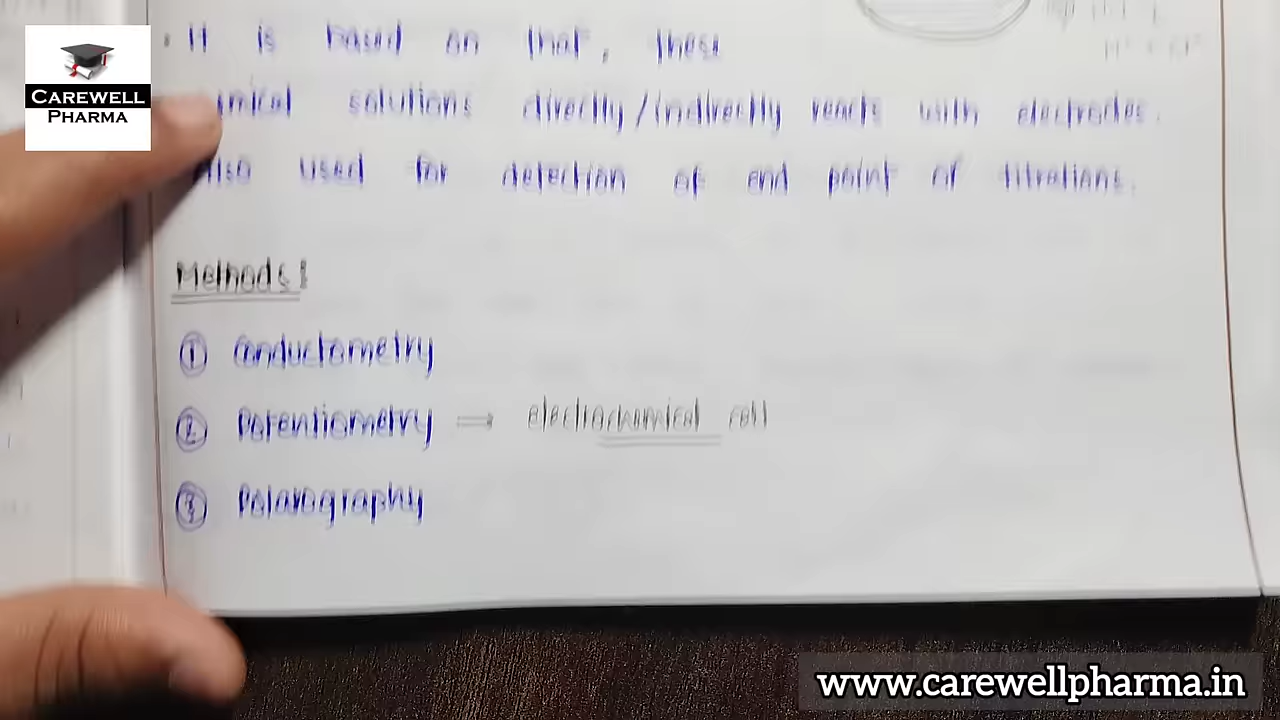 It is based on that, these
mical solutions directly/indirectly reacts with electrodes.
Also used for detection of end point of titrations.
Methods:
① Conductometry
② Potentiometry ⇒ electrochemical cell
③ Polarography
CAREWELL
PHARMA
www.carewellpharma.in